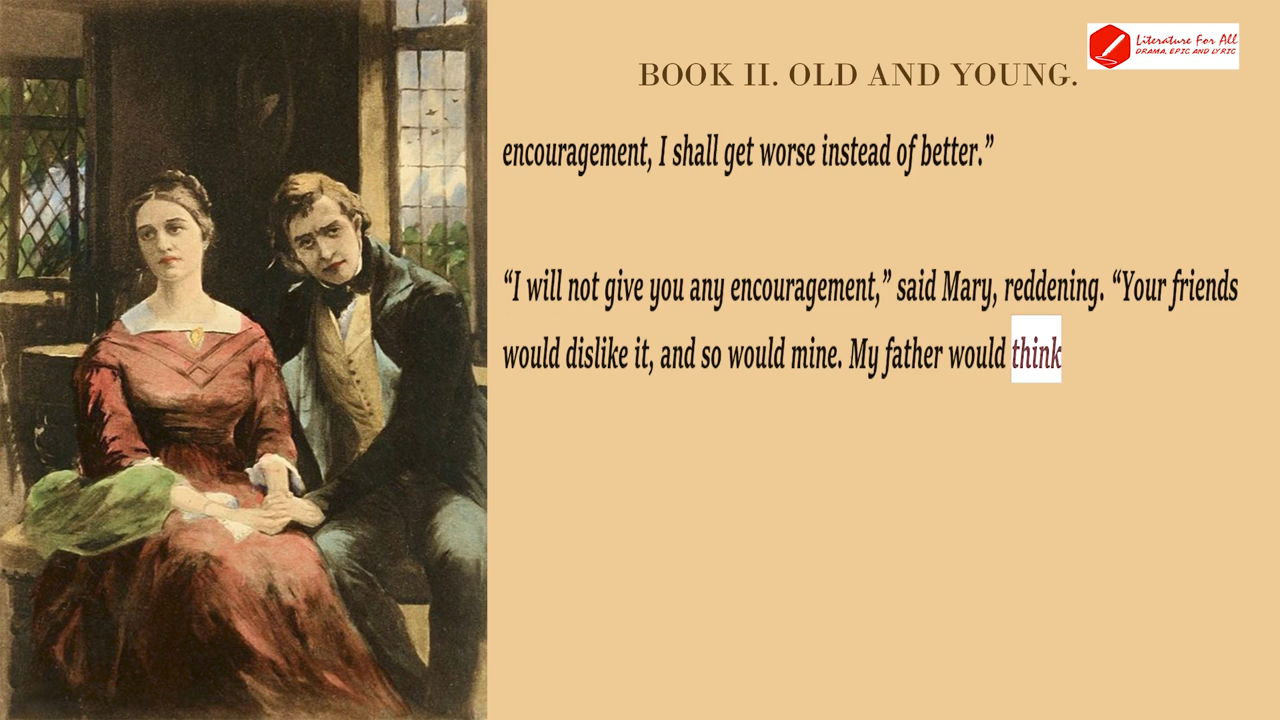 Literature For All
DRAMA, EPIC AND LYRIC
BOOK II. OLD AND YOUNG.
encouragement, I shall get worse instead of better.”
“I will not give you any encouragement,” said Mary, reddening. “Your friends
would dislike it, and so would mine. My father would think